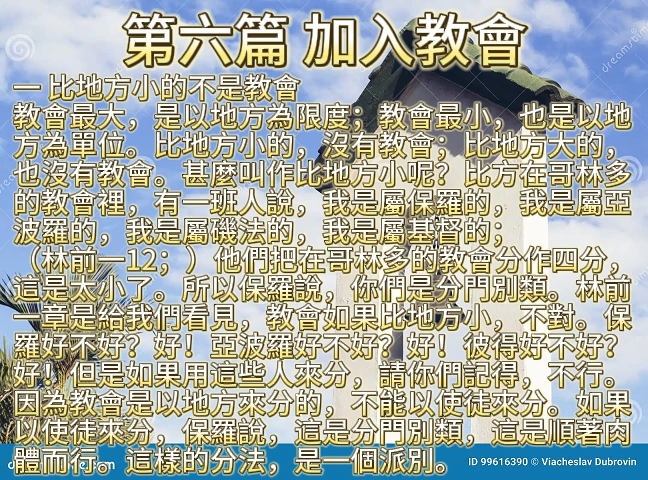 第六篇 加入教會
一 比地方小的不是教會
教會最大，是以地方為限度；教會最小，也是以地
方為單位。比地方小的，沒有教會；比地方大的，
也沒有教會。甚麼叫作比地方小呢？比方在哥林多
的教會裡，有一班人說，我是屬保羅的，我是屬亞
波羅的，我是屬磯法的，我是屬基督的；
（林前一12；）他們把在哥林多的教會分作四分，
這是太小了。所以保羅說，你們是分門別類。林前
一章是給我們看見，教會如果比地方小，不對。保
羅好不好？好！亞波羅好不好？好！彼得好不好？
好！但是如果用這些人來分，請你們記得，不行。
因為教會是以地方來分的，不能以使徒來分。如果
以使徒來分，保羅說，這是分門別類，這是順著肉
體而行。這樣的分法，是一個派別。
ID 99616390 © Viacheslav Dubrovin